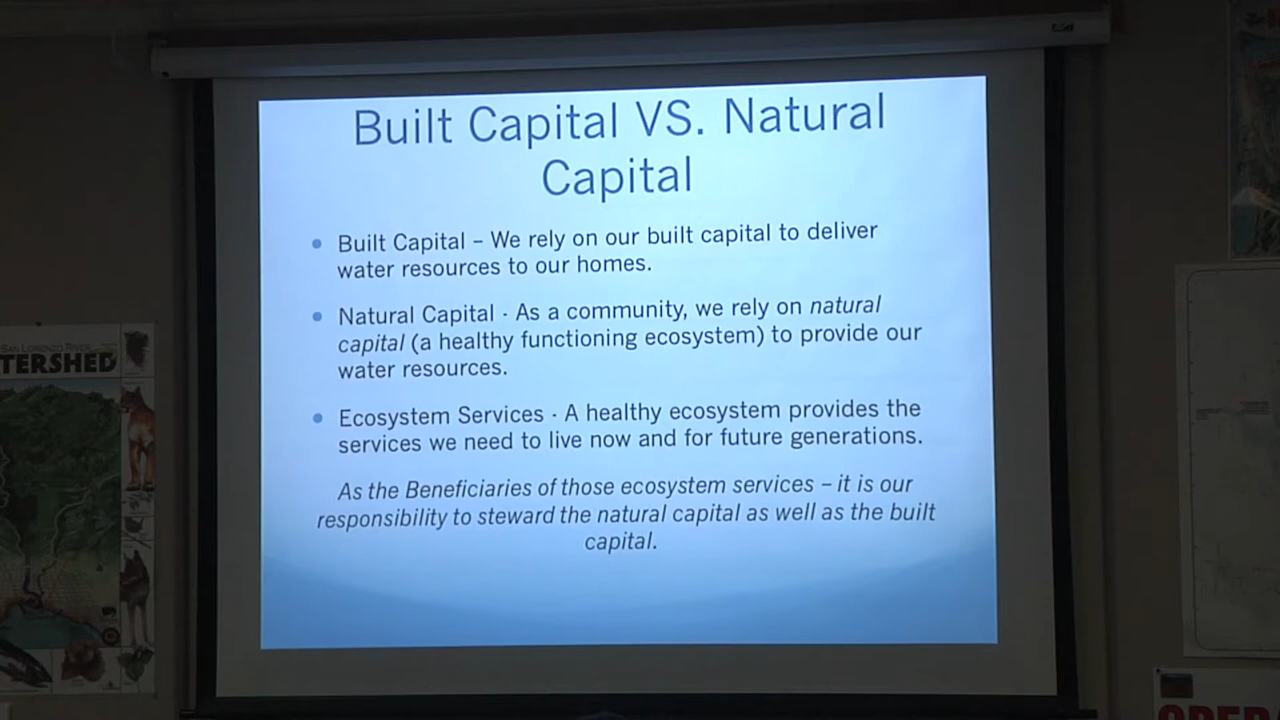 Built Capital VS. Natural
Capital
• Built Capital – We rely on our built capital to deliver
water resources to our homes.
• Natural Capital - As a community, we rely on natural
capital (a healthy functioning ecosystem) to provide our
water resources.
• Ecosystem Services - A healthy ecosystem provides the
services we need to live now and for future generations.
As the Beneficiaries of those ecosystem services – it is our
responsibility to steward the natural capital as well as the built
capital.
SAN LORENZO RIVER
TERSHED